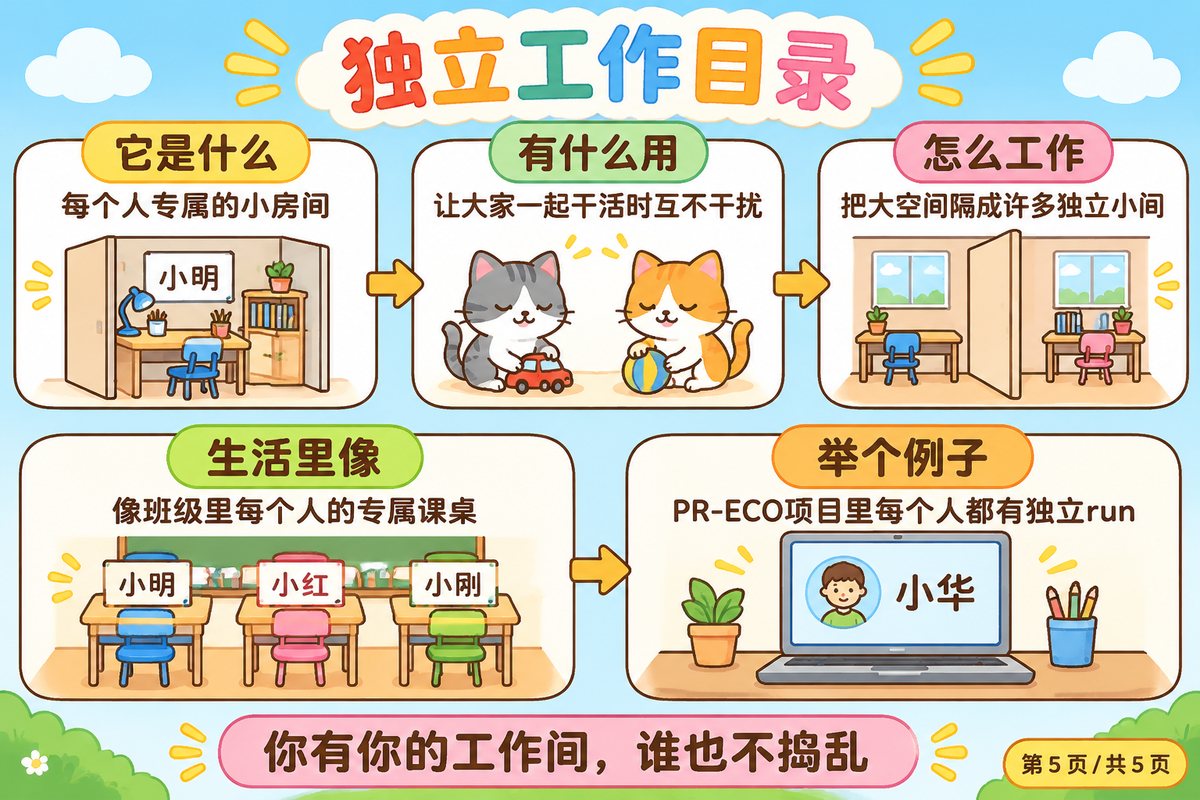 独立工作目录
它是什么
每个人专属的小房间
小明
有什么用
让大家一起干活时互不干扰
怎么工作
把大空间隔成许多独立小间
生活里像
像班级里每个人的专属课桌
小明
小红
小刚
举个例子
PR-ECO项目里每个人都有独立run
小华
你有你的工作间，谁也不捣乱
第5页/共5页